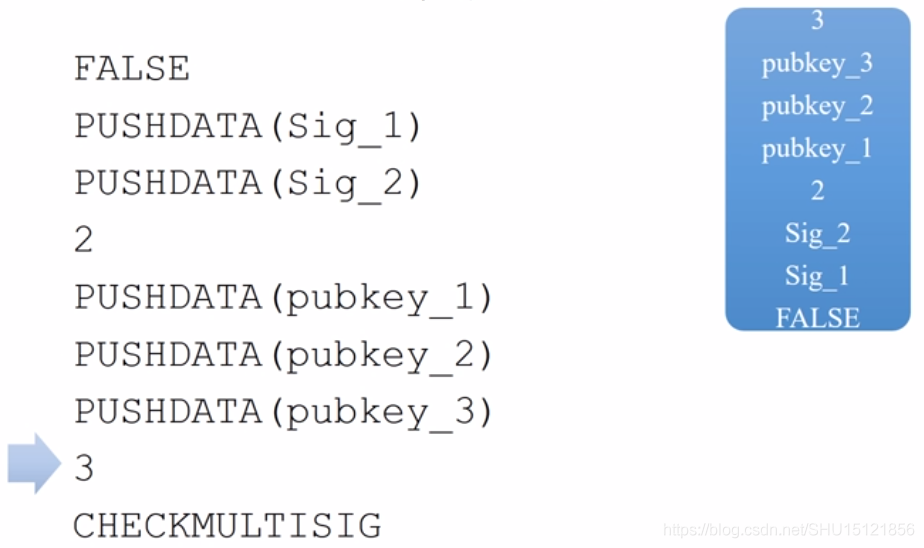 FALSE
PUSHDATA(Sig_1)
PUSHDATA(Sig_2)
2
PUSHDATA(pubkey_1)
PUSHDATA(pubkey_2)
PUSHDATA(pubkey_3)
3
CHECKMULTISIG
3
pubkey_3
pubkey_2
pubkey_1
2
Sig_2
Sig_1
FALSE
https://blog.csdn.net/SHU15121856